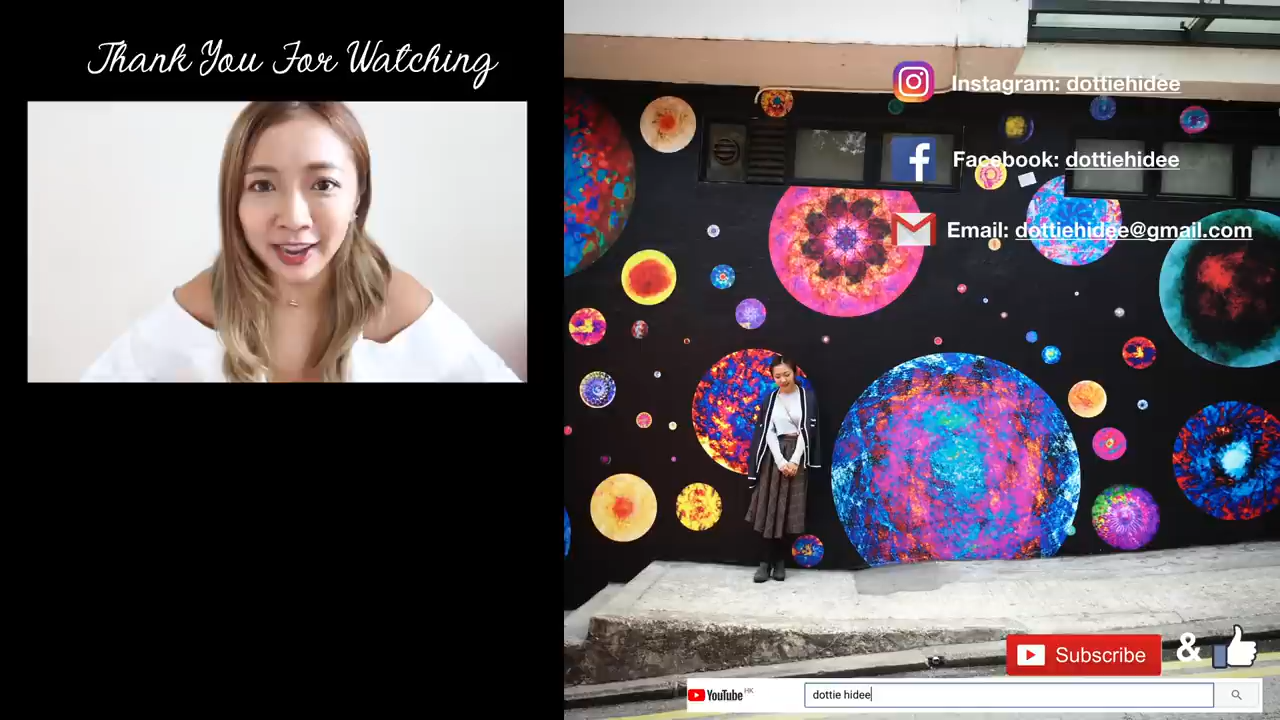 Thank You For Watching
Instagram: dottiehidee
Facebook: dottiehidee
Email: dottiehidee@gmail.com
Subscribe
&
YouTube HK
dottie hidee